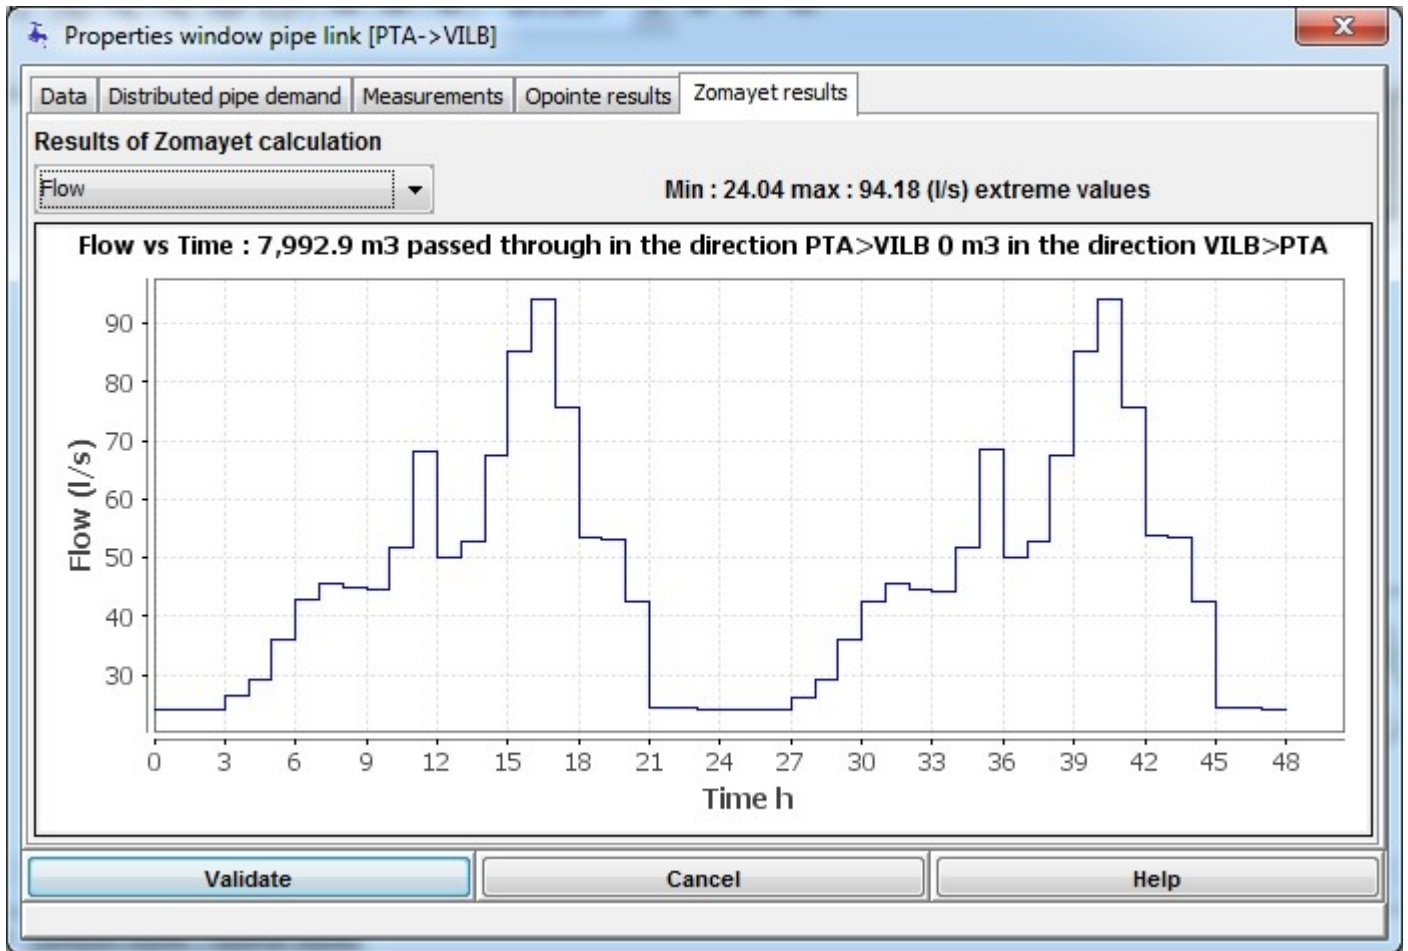 Properties window pipe link [PTA->VILB]
Data Distributed pipe demand Measurements Opointe results Zomayet results
Results of Zomayet calculation
Flow Min : 24.04 max : 94.18 (l/s) extreme values
Flow vs Time : 7,992.9 m3 passed through in the direction PTA>VILB 0 m3 in the direction VILB>PTA
90
80
70
60
50
40
30
Flow (l/s)
0 3 6 9 12 15 18 21 24 27 30 33 36 39 42 45 48
Time h
Validate Cancel Help